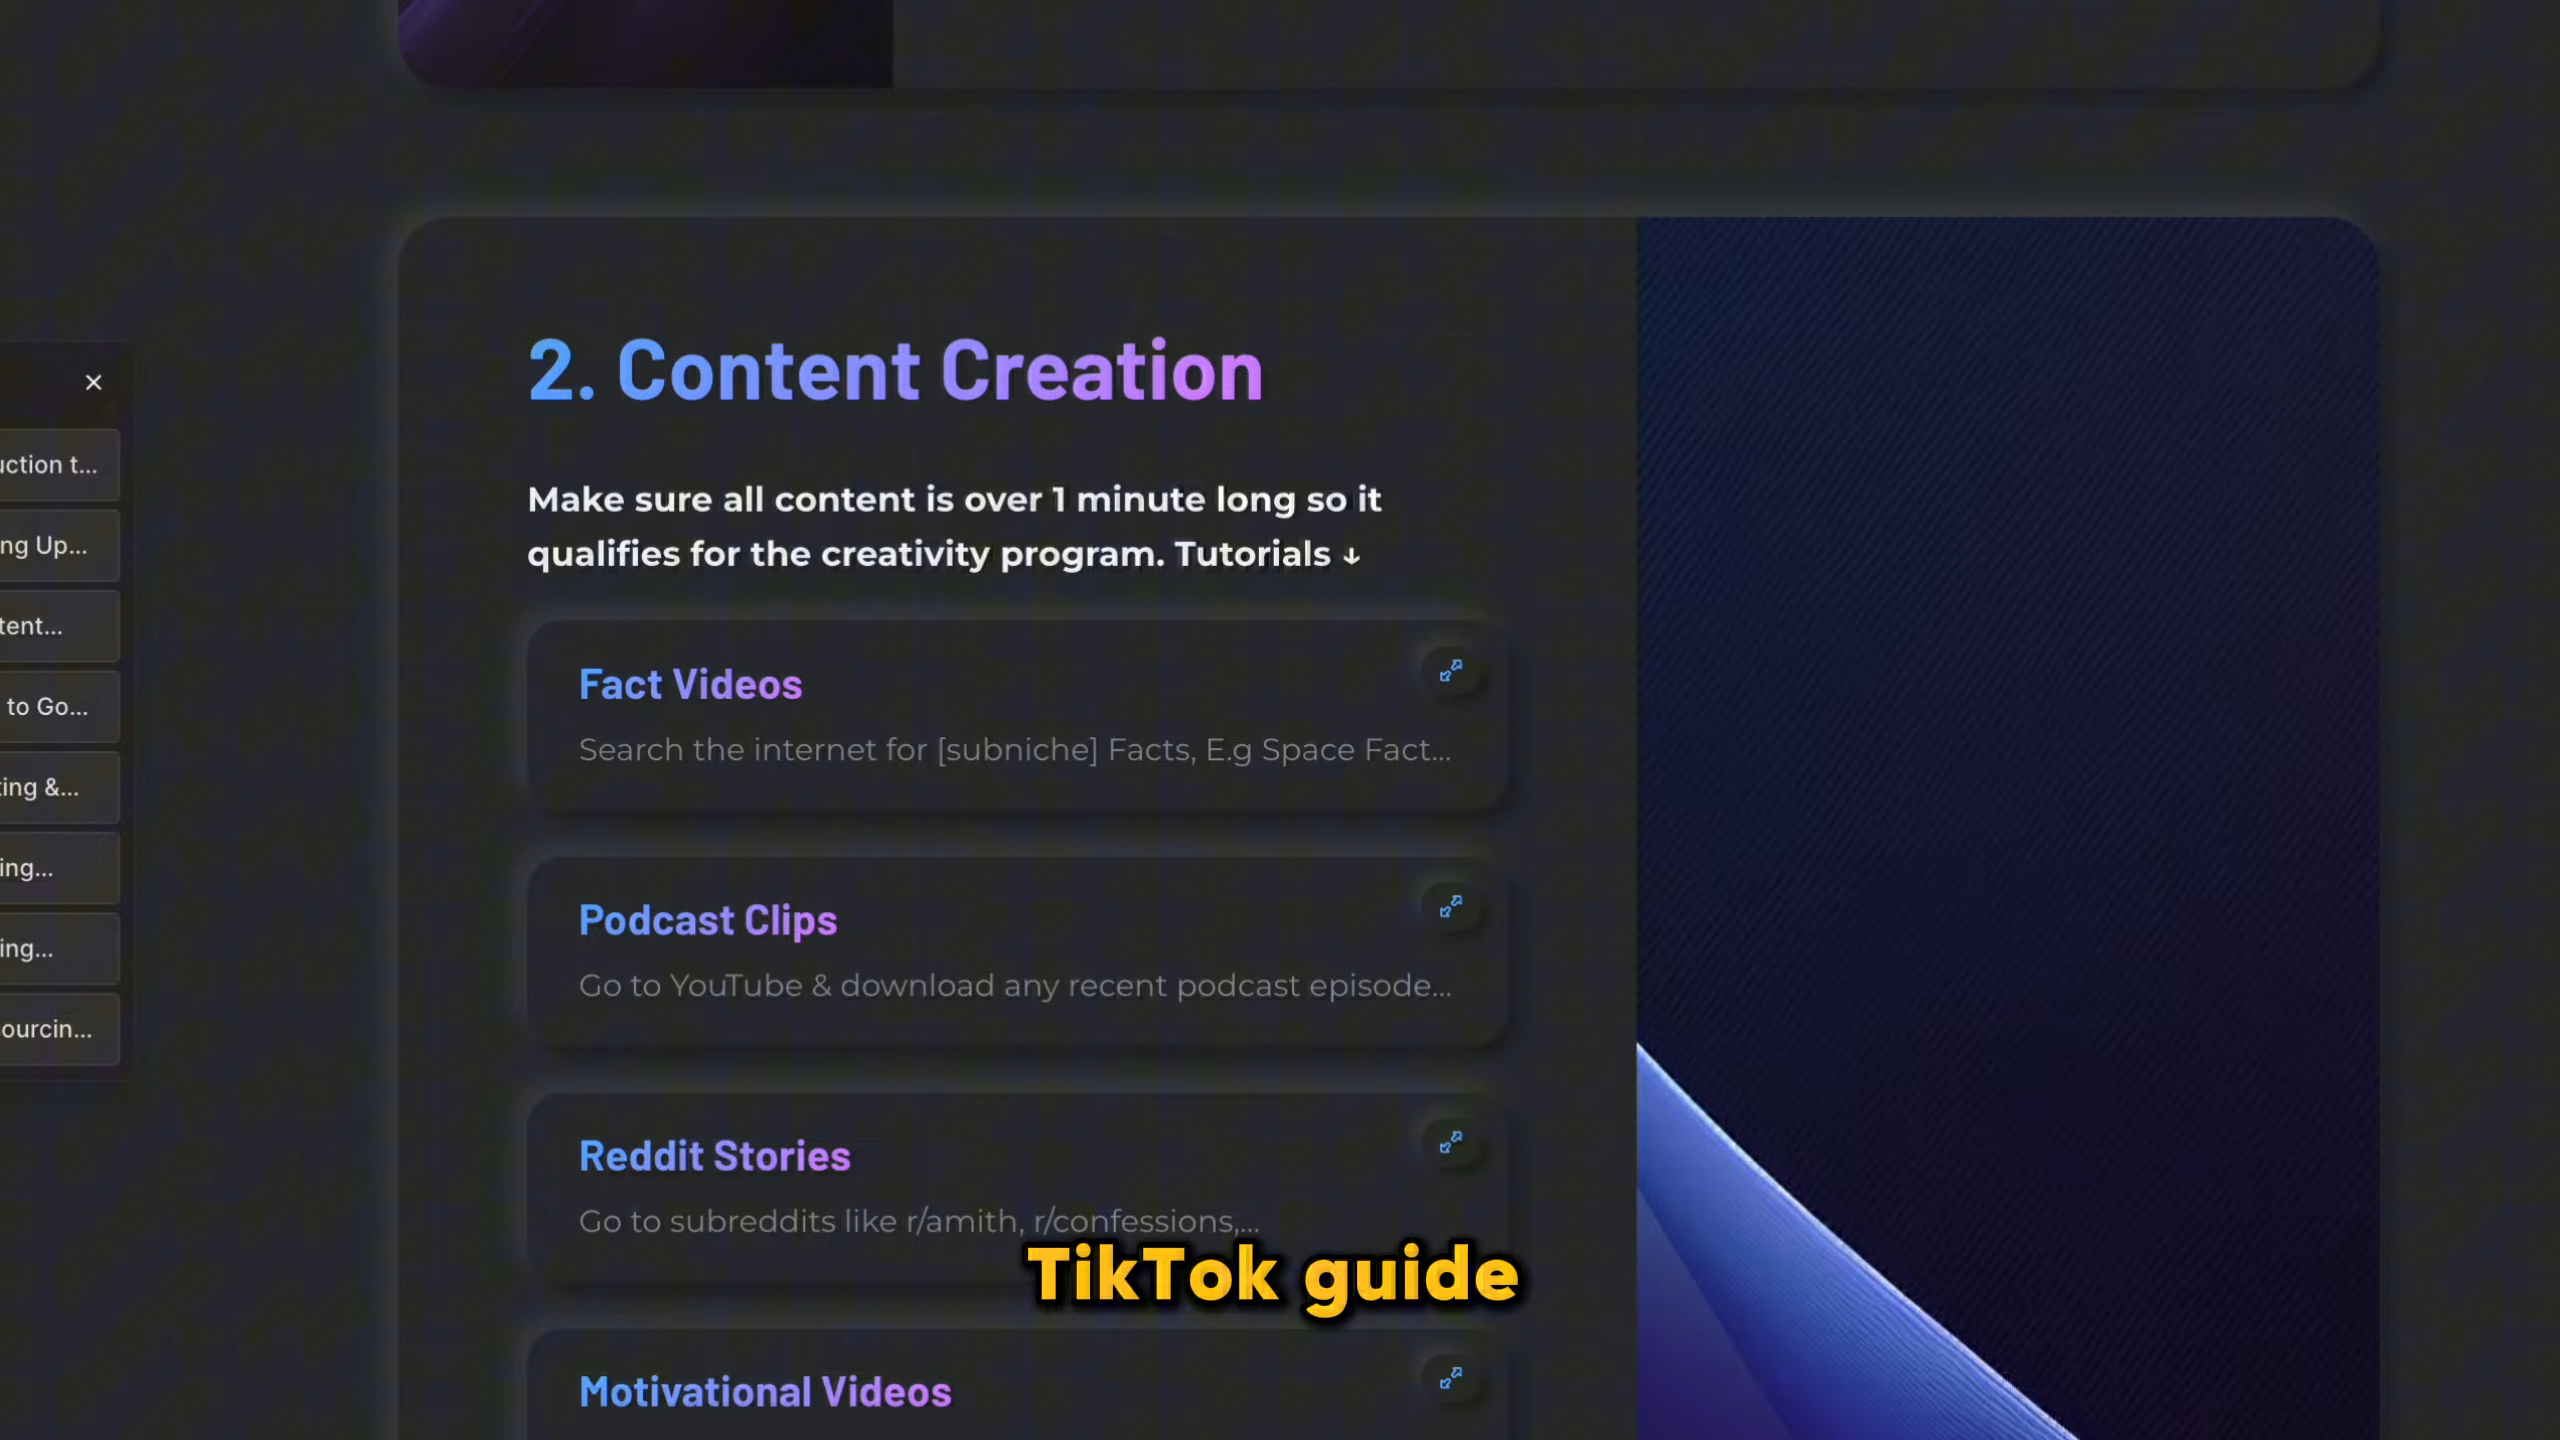 uction t...
ng Up...
tent...
to Go...
ting &...
ing...
ing...
ourcin...
2. Content Creation
Make sure all content is over 1 minute long so it
qualifies for the creativity program. Tutorials ↓
Fact Videos
Search the internet for [subniche] Facts, E.g Space Fact...
Podcast Clips
Go to YouTube & download any recent podcast episode...
Reddit Stories
Go to subreddits like r/amith, r/confessions,...
TikTok guide
Motivational Videos